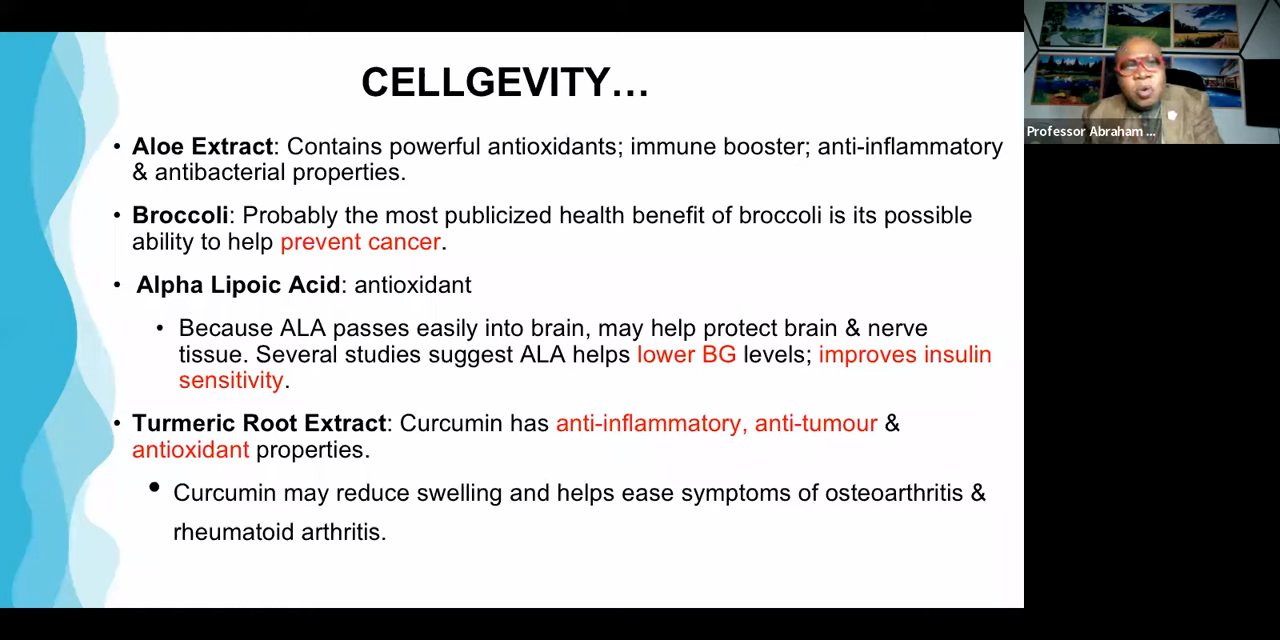 CELLGEVITY…
• Aloe Extract: Contains powerful antioxidants; immune booster; anti-inflammatory
& antibacterial properties.
• Broccoli: Probably the most publicized health benefit of broccoli is its possible
ability to help prevent cancer.
• Alpha Lipoic Acid: antioxidant
• Because ALA passes easily into brain, may help protect brain & nerve
tissue. Several studies suggest ALA helps lower BG levels; improves insulin
sensitivity.
• Turmeric Root Extract: Curcumin has anti-inflammatory, anti-tumour &
antioxidant properties.
• Curcumin may reduce swelling and helps ease symptoms of osteoarthritis &
rheumatoid arthritis.
Professor Abraham ...